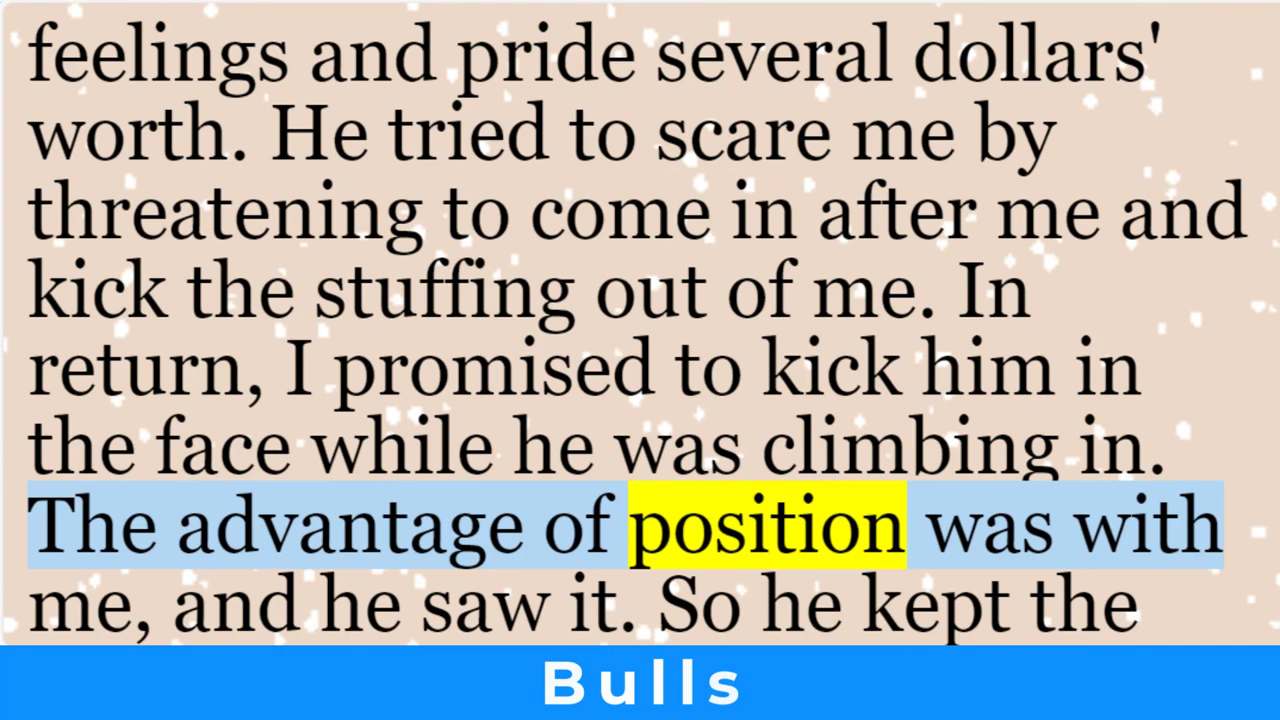 feelings and pride several dollars'
worth. He tried to scare me by
threatening to come in after me and
kick the stuffing out of me. In
return, I promised to kick him in
the face while he was climbing in.
The advantage of position was with
me, and he saw it. So he kept the
Bulls